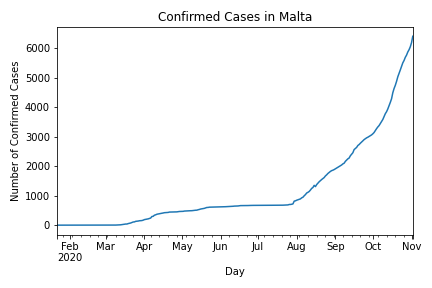 Confirmed Cases in Malta
Number of Confirmed Cases
6000
5000
4000
3000
2000
1000
0
Feb Mar Apr May Jun Jul Aug Sep Oct Nov
2020
Day